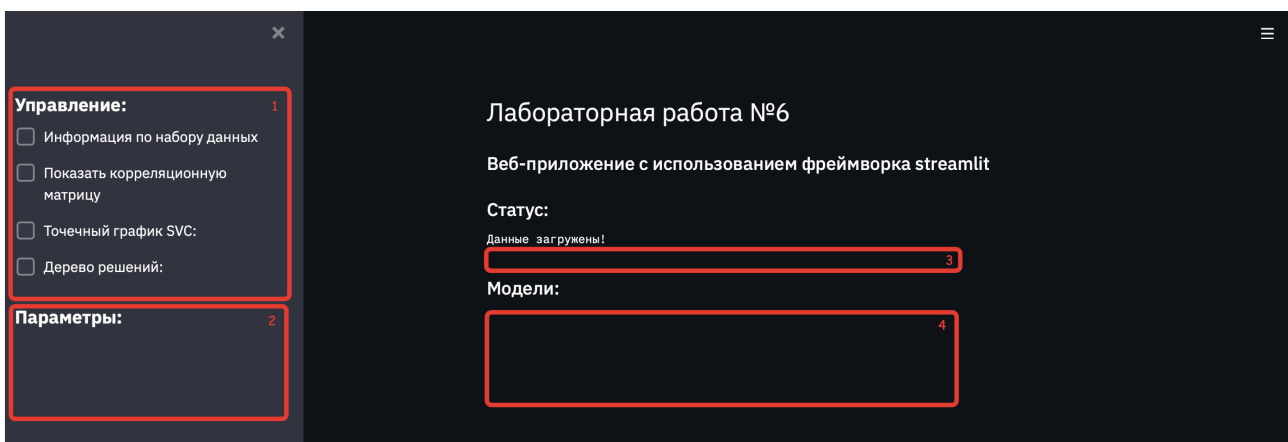 Управление:
1
Информация по набору данных
Показать корреляционную
матрицу
Точечный график SVC:
Дерево решений:
Параметры:
2
Лабораторная работа №6
Веб-приложение с использованием фреймворка streamlit
Статус:
Данные загружены!
3
Модели:
4